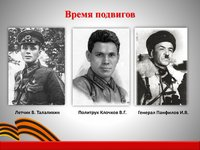 Время подвигов
Летчик В. Талалихин
Политрук Клочков В.Г.
Генерал Панфилов И.В.